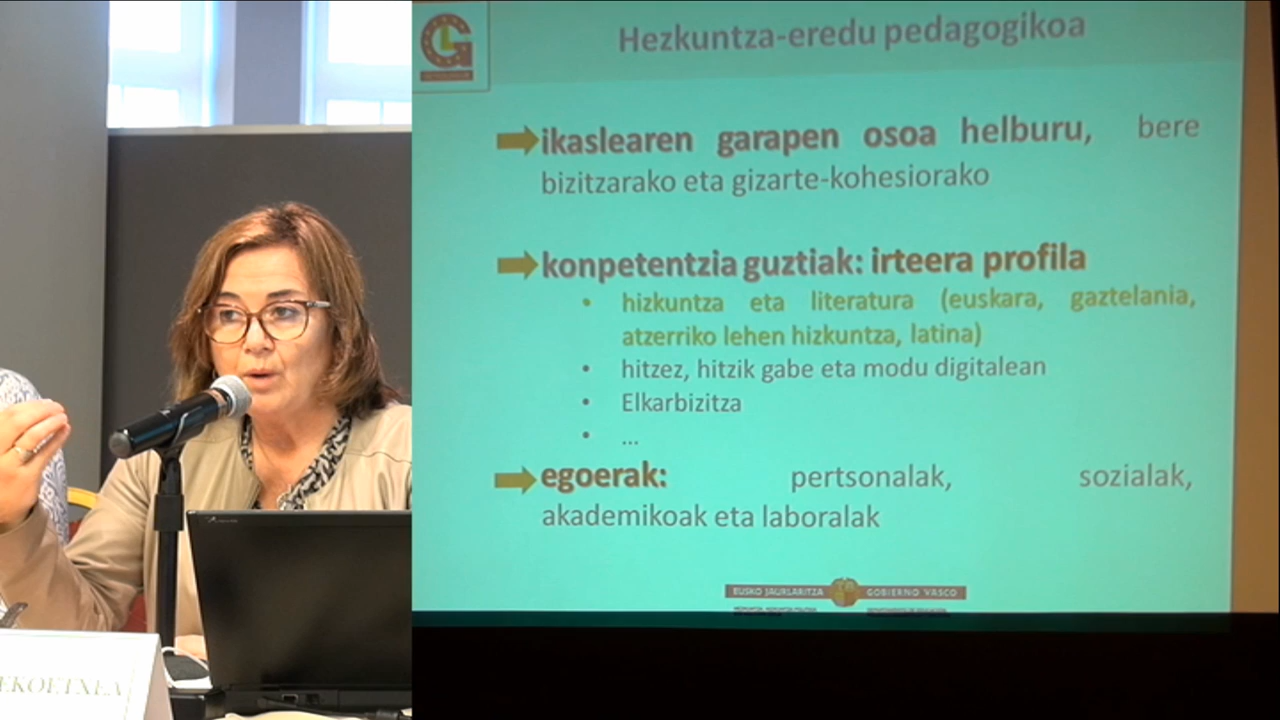 Hezkuntza-eredu pedagogikoa
ikaslearen garapen osoa helburu, bere
bizitzarako eta gizarte-kohesiorako
konpetentzia guztiak: irteera profila
• hizkuntza eta literatura (euskara, gaztelania,
atzerriko lehen hizkuntza, latina)
• hitzez, hitzik gabe eta modu digitalean
• Elkarbizitza
• ...
egoerak: pertsonalak, sozialak,
akademikoak eta laboralak
EUSKO JAURLARITZA GOBIERNO VASCO
EKOETXEA